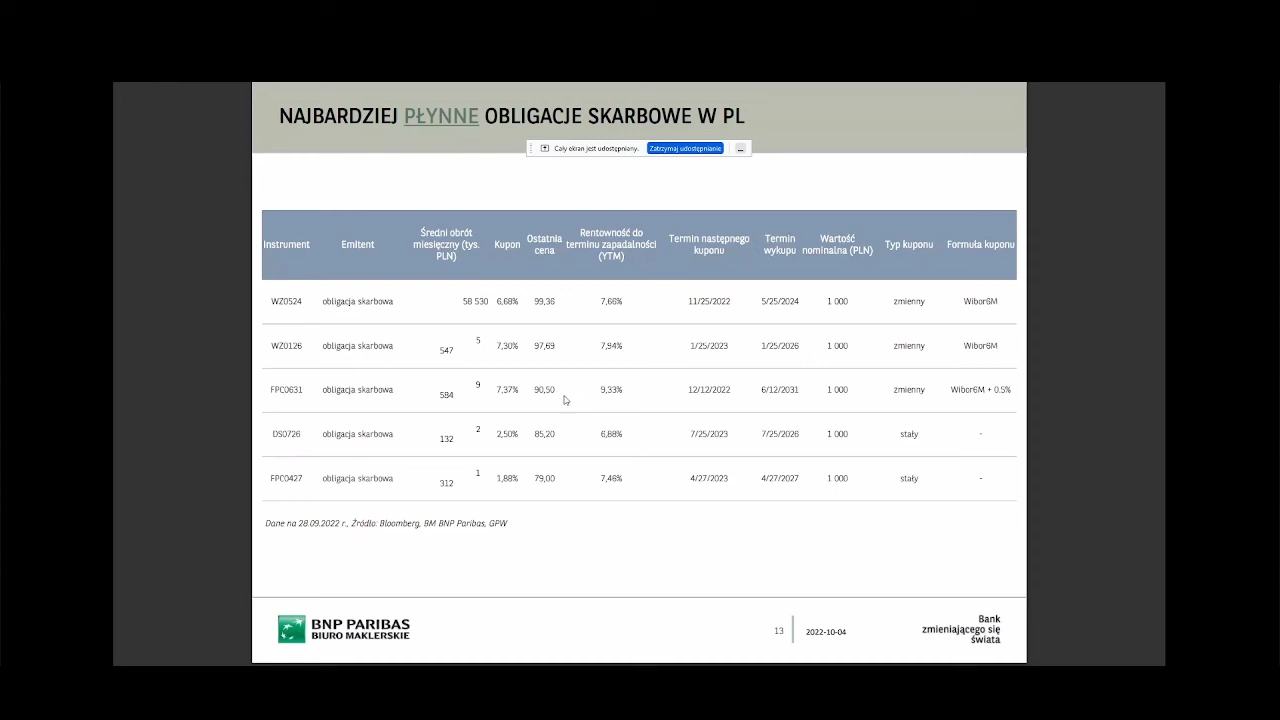 NAJBARDZIEJ PŁYNNE OBLIGACJE SKARBOWE W PL
Cały ekran jest udostępniany. Zatrzymaj udostępnianie
Instrument Emitent Średni obrót miesięczny (tys. PLN) Kupon Ostatnia cena Rentowność do terminu zapadalności (YTM) Termin następnego kuponu Termin wykupu Wartość nominalna (PLN) Typ kuponu Formuła kuponu
WZ0524 obligacja skarbowa 58 530 6,68% 99,36 7,66% 11/25/2022 5/25/2024 1 000 zmienny Wibor6M
WZ0126 obligacja skarbowa 5 547 7,30% 97,69 7,94% 1/25/2023 1/25/2026 1 000 zmienny Wibor6M
FPC0631 obligacja skarbowa 9 584 7,37% 90,50 9,33% 12/12/2022 6/12/2031 1 000 zmienny Wibor6M + 0.5%
DS0726 obligacja skarbowa 2 132 2,50% 85,20 6,88% 7/25/2023 7/25/2026 1 000 stały -
FPC0427 obligacja skarbowa 1 312 1,88% 79,00 7,46% 4/27/2023 4/27/2027 1 000 stały -
Dane na 28.09.2022 r., Źródło: Bloomberg, BM BNP Paribas, GPW
BNP PARIBAS
BIURO MAKLERSKIE
13 2022-10-04
Bank
zmieniającego się
świata